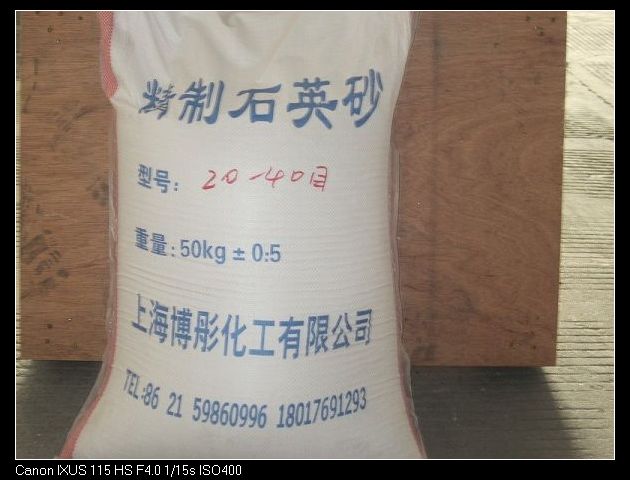 精制石英砂
型号: 20-40目
重量:50kg±0:5
上海博彤化工有限公司
TEL:86 21 59860996 18017691293
Canon IXUS 115 HS F4.0 1/15s ISO400